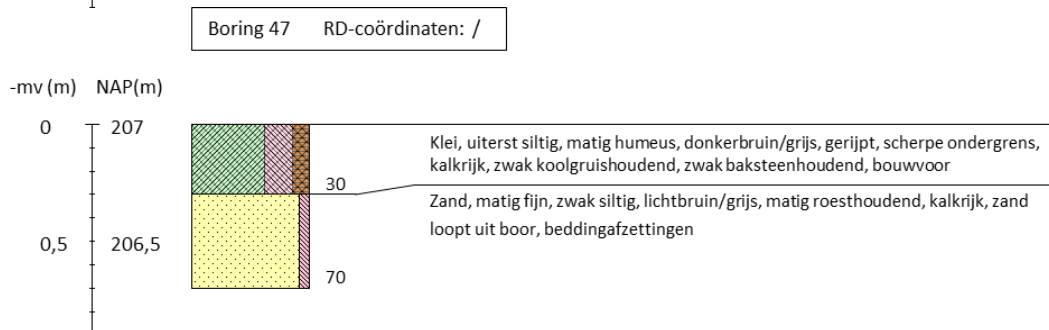 Boring 47 RD-coördinaten: /
-mv (m) NAP(m)
0 207
Klei, uiterst siltig, matig humeus, donkerbruin/grijs, gerijpt, scherpe ondergrens,
kalkrijk, zwak koolgruishoudend, zwak baksteenhoudend, bouwvoor
30
Zand, matig fijn, zwak siltig, lichtbruin/grijs, matig roesthoudend, kalkrijk, zand
loopt uit boor, beddingafzettingen
0,5 206,5
70